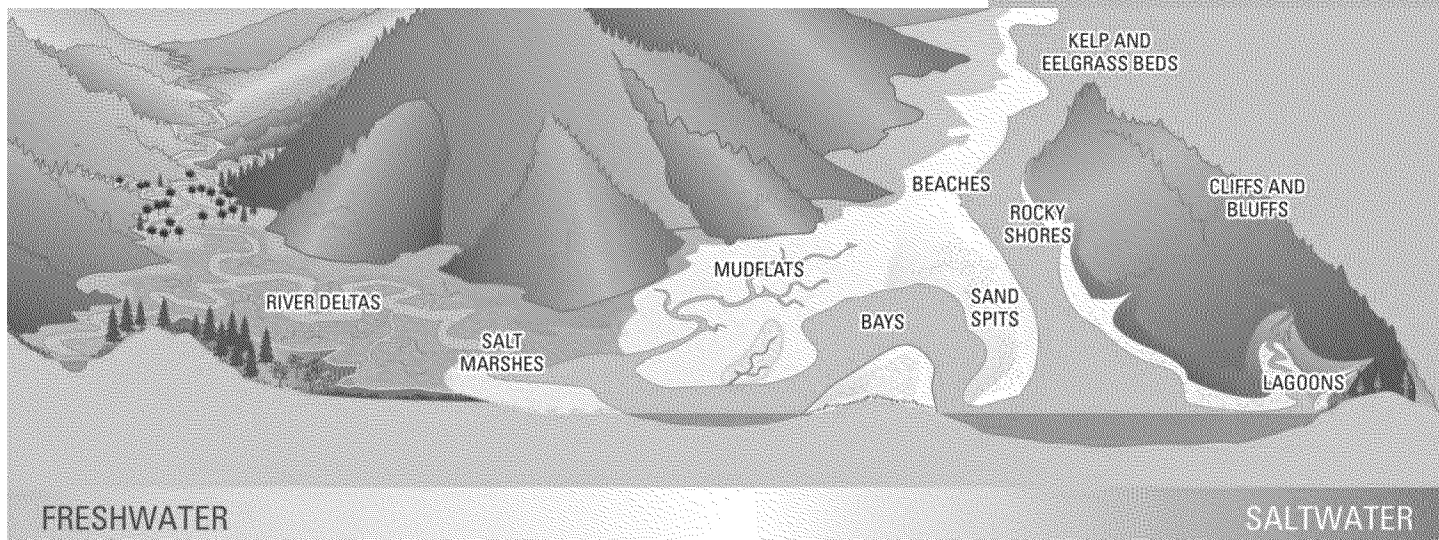 KELP AND
EELGRASS BEDS
BEACHES
CLIFFS AND
BLUFFS
ROCKY
SHORES
MUDFLATS
RIVER DELTAS
SAND
SPITS
BAYS
SALT
MARSHES
LAGOONS
FRESHWATER
SALTWATER